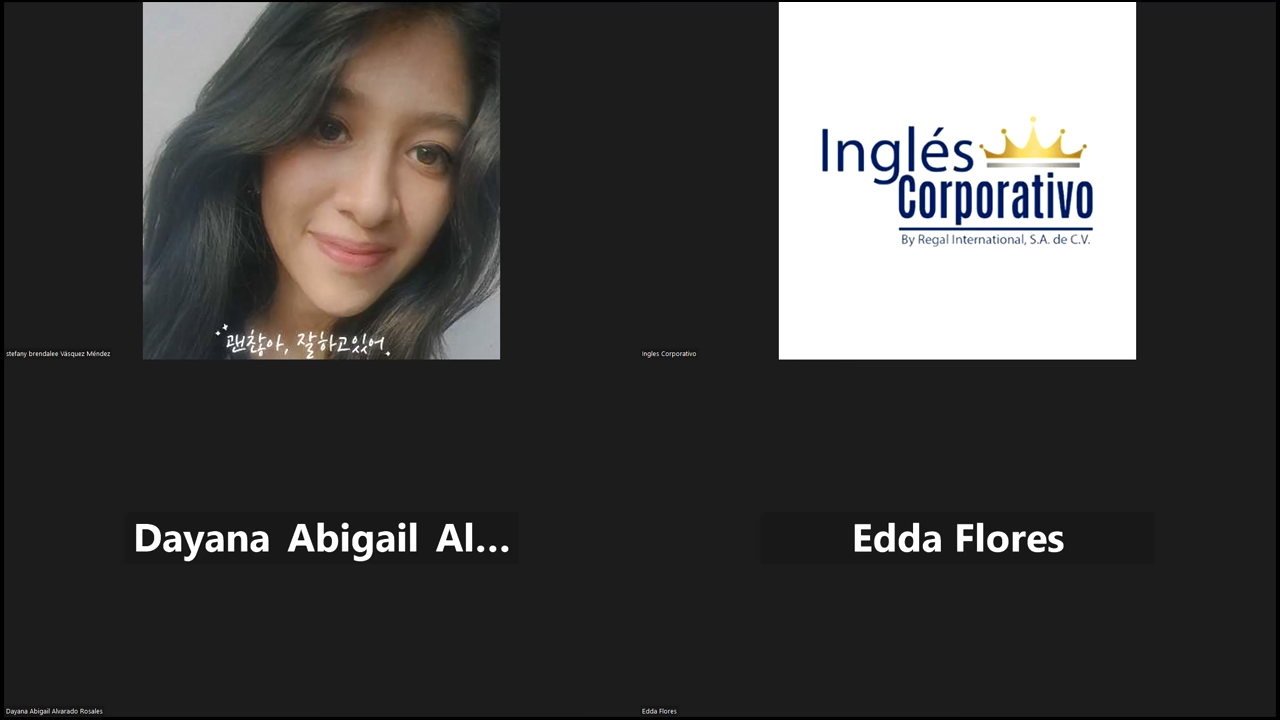 괜찮아, 잘하고있어
stefany brendalee Vásquez Méndez
Inglés
Corporativo
By Regal International, S.A. de C.V.
Ingles Corporativo
Dayana Abigail Al...
Dayana Abigail Alvarado Rosales
Edda Flores
Edda Flores